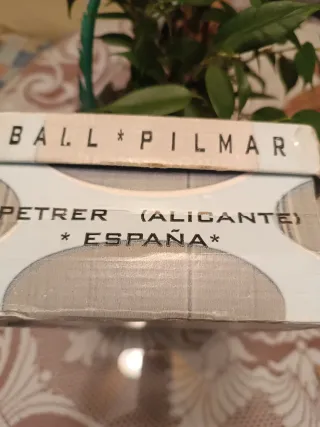 BALL * PILMAR
PETRER (ALICANTE)
* ESPAÑA *